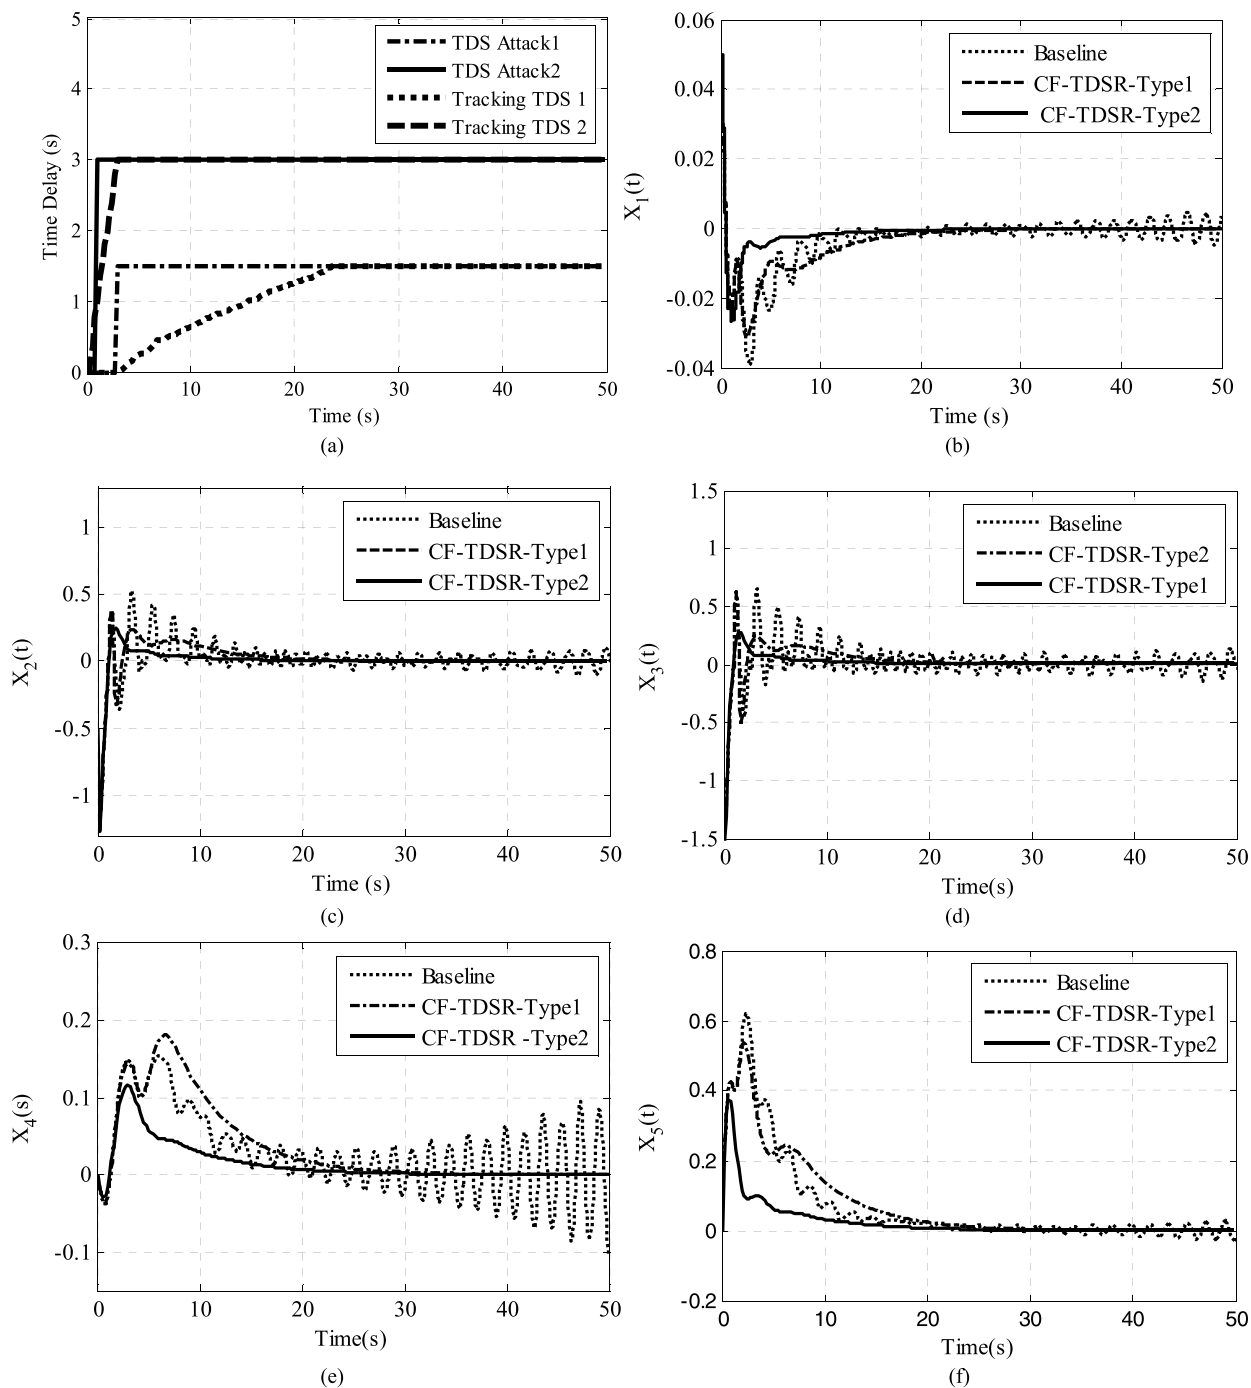 5
4
3
2
1
0
Time Delay (s)
TDS Attack1
TDS Attack2
Tracking TDS 1
Tracking TDS 2
0 10 20 30 40 50
Time (s)
(a)
0.06
0.04
0.02
0
-0.02
-0.04
X1(t)
Baseline
CF-TDSR-Type1
CF-TDSR-Type2
0 10 20 30 40 50
Time (s)
(b)
1
0.5
0
-0.5
-1
X2(t)
Baseline
CF-TDSR-Type1
CF-TDSR-Type2
0 10 20 30 40 50
Time (s)
(c)
1.5
1
0.5
0
-0.5
-1
-1.5
X3(t)
Baseline
CF-TDSR-Type2
CF-TDSR-Type1
0 10 20 30 40 50
Time(s)
(d)
0.3
0.2
0.1
0
-0.1
X4(s)
Baseline
CF-TDSR-Type1
CF-TDSR -Type2
0 10 20 30 40 50
Time(s)
(e)
0.8
0.6
0.4
0.2
0
-0.2
X5(t)
Baseline
CF-TDSR-Type1
CF-TDSR-Type2
0 10 20 30 40 50
Time(s)
(f)